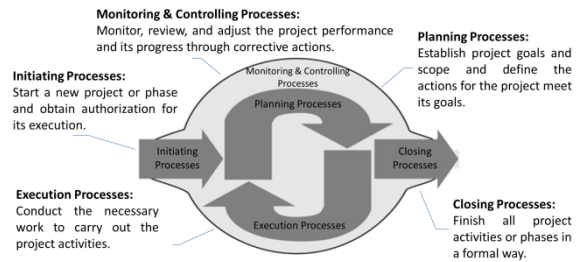 Monitoring & Controlling Processes:
Monitor, review, and adjust the project performance
and its progress through corrective actions.
Planning Processes:
Establish project goals and
scope and define the
actions for the project meet
its goals.
Initiating Processes:
Start a new project or phase
and obtain authorization for
its execution.
Monitoring & Controlling
Processes
Planning Processes
Initiating
Processes
Closing
Processes
Execution Processes
Execution Processes:
Conduct the necessary
work to carry out the
project activities.
Closing Processes:
Finish all project
activities or phases in
a formal way.